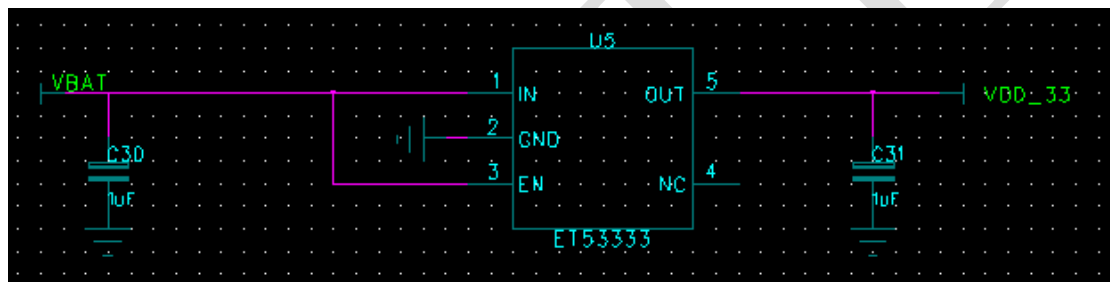 U5
VBAT
1
IN
OUT
5
VDD_33
2
GND
C30
C31
3
EN
NC
4
1uF
1uF
ET53333